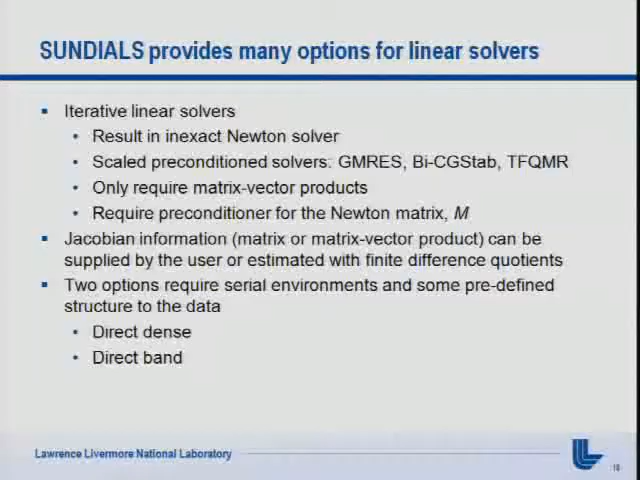 SUNDIALS provides many options for linear solvers
▪ Iterative linear solvers
• Result in inexact Newton solver
• Scaled preconditioned solvers: GMRES, Bi-CGStab, TFQMR
• Only require matrix-vector products
• Require preconditioner for the Newton matrix, M
▪ Jacobian information (matrix or matrix-vector product) can be
supplied by the user or estimated with finite difference quotients
▪ Two options require serial environments and some pre-defined
structure to the data
• Direct dense
• Direct band
Lawrence Livermore National Laboratory